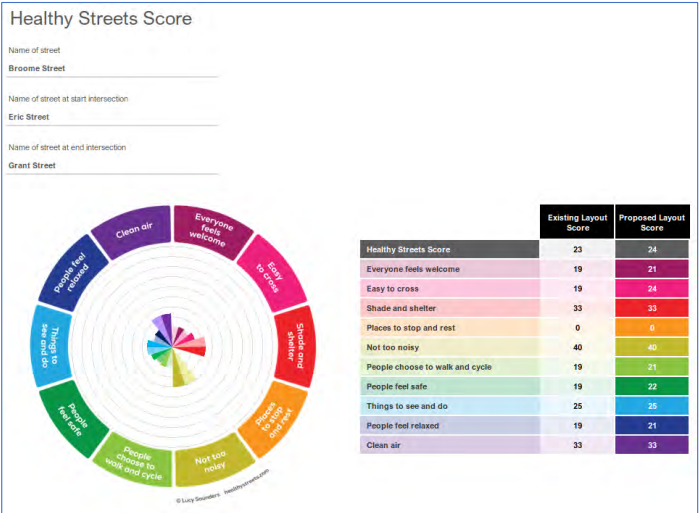 Healthy Streets Score
Name of street
Broome Street
Name of street at start intersection
Eric Street
Name of street at end intersection
Grant Street
Clean air
Everyone
feels
welcome
Easy
to cross
Shade and
shelter
Places
to stop
and rest
Not too
noisy
People
choose to
walk and cycle
People
feel safe
Things to
see and do
People feel
relaxed
© Lucy Saunders healthystreets.com
Existing Layout
Score
Proposed Layout
Score
Healthy Streets Score 23 24
Everyone feels welcome 19 21
Easy to cross 19 24
Shade and shelter 33 33
Places to stop and rest 0 0
Not too noisy 40 40
People choose to walk and cycle 19 21
People feel safe 19 22
Things to see and do 25 25
People feel relaxed 19 21
Clean air 33 33